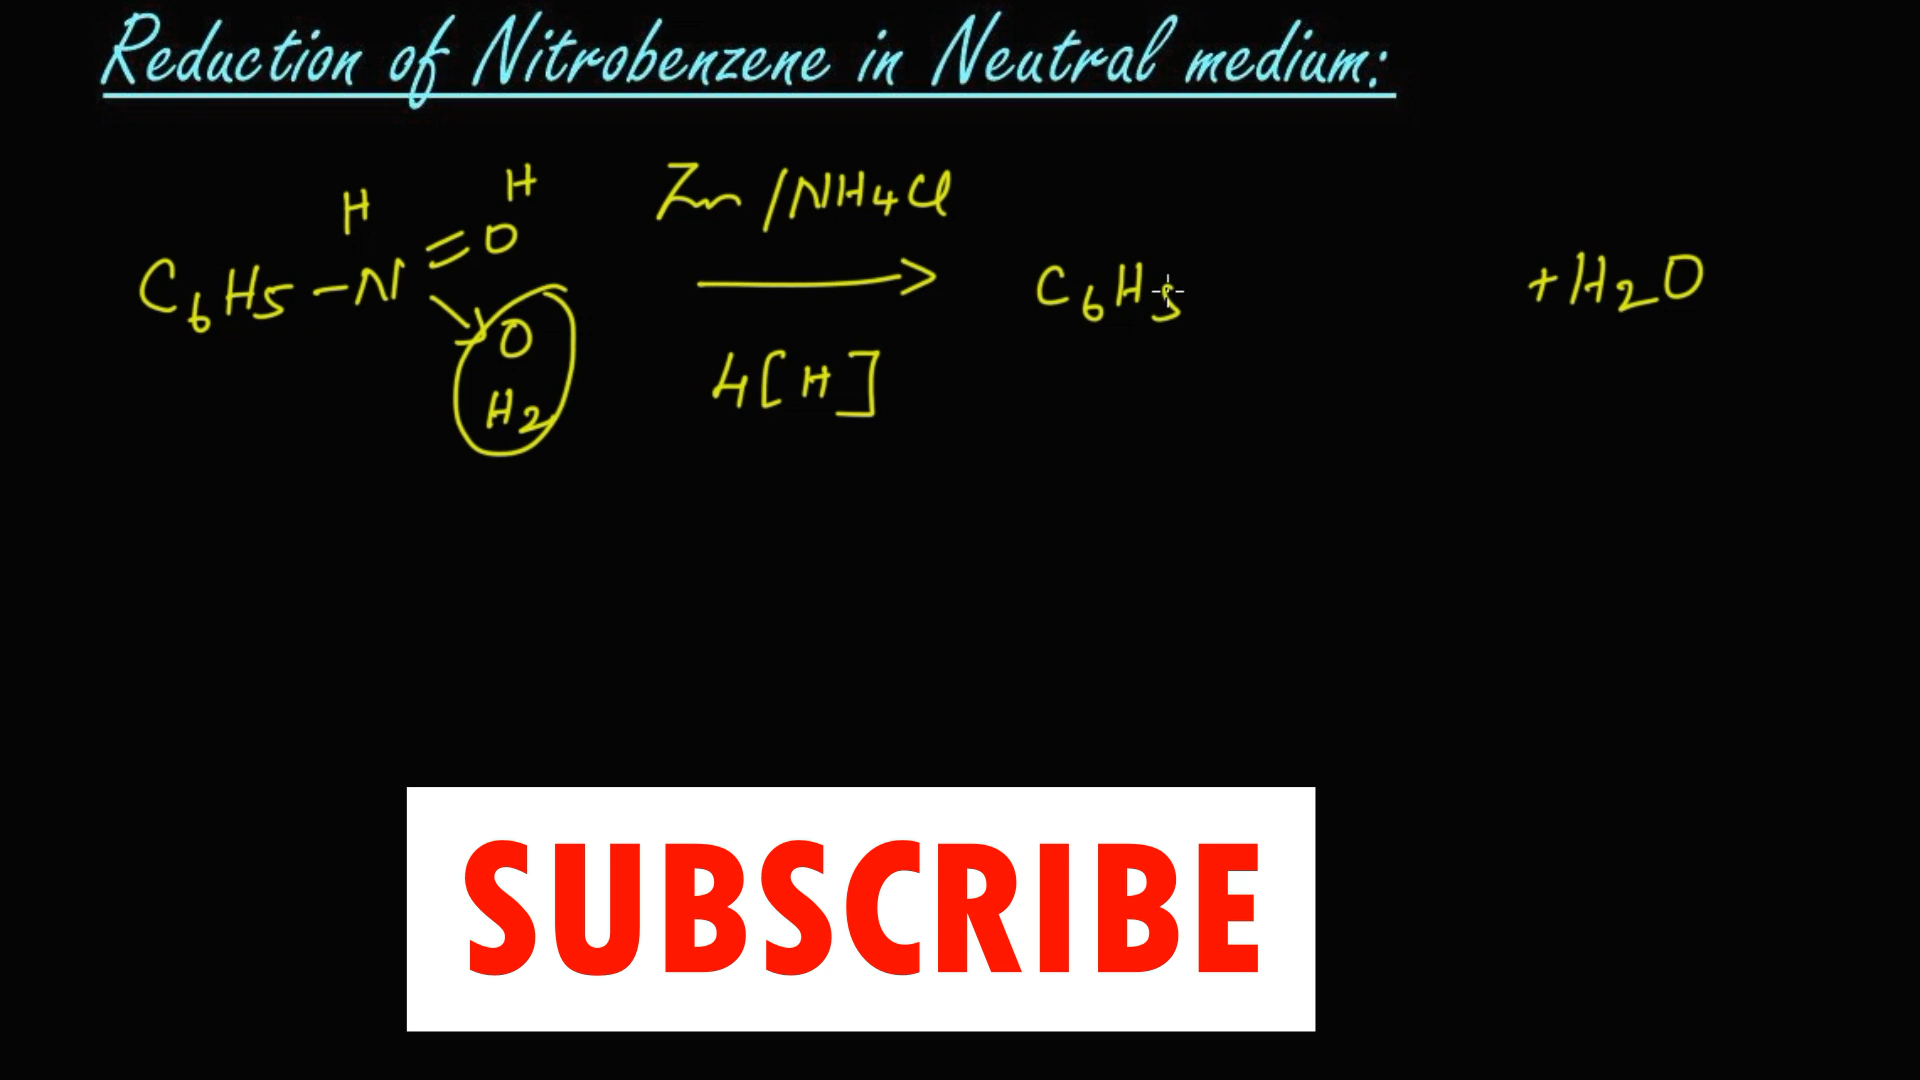 Reduction of Nitrobenzene in Neutral medium:
H H
C6H5-N=O Zn/NH4Cl C6H5 +H2O
O
H2 4[H]
SUBSCRIBE